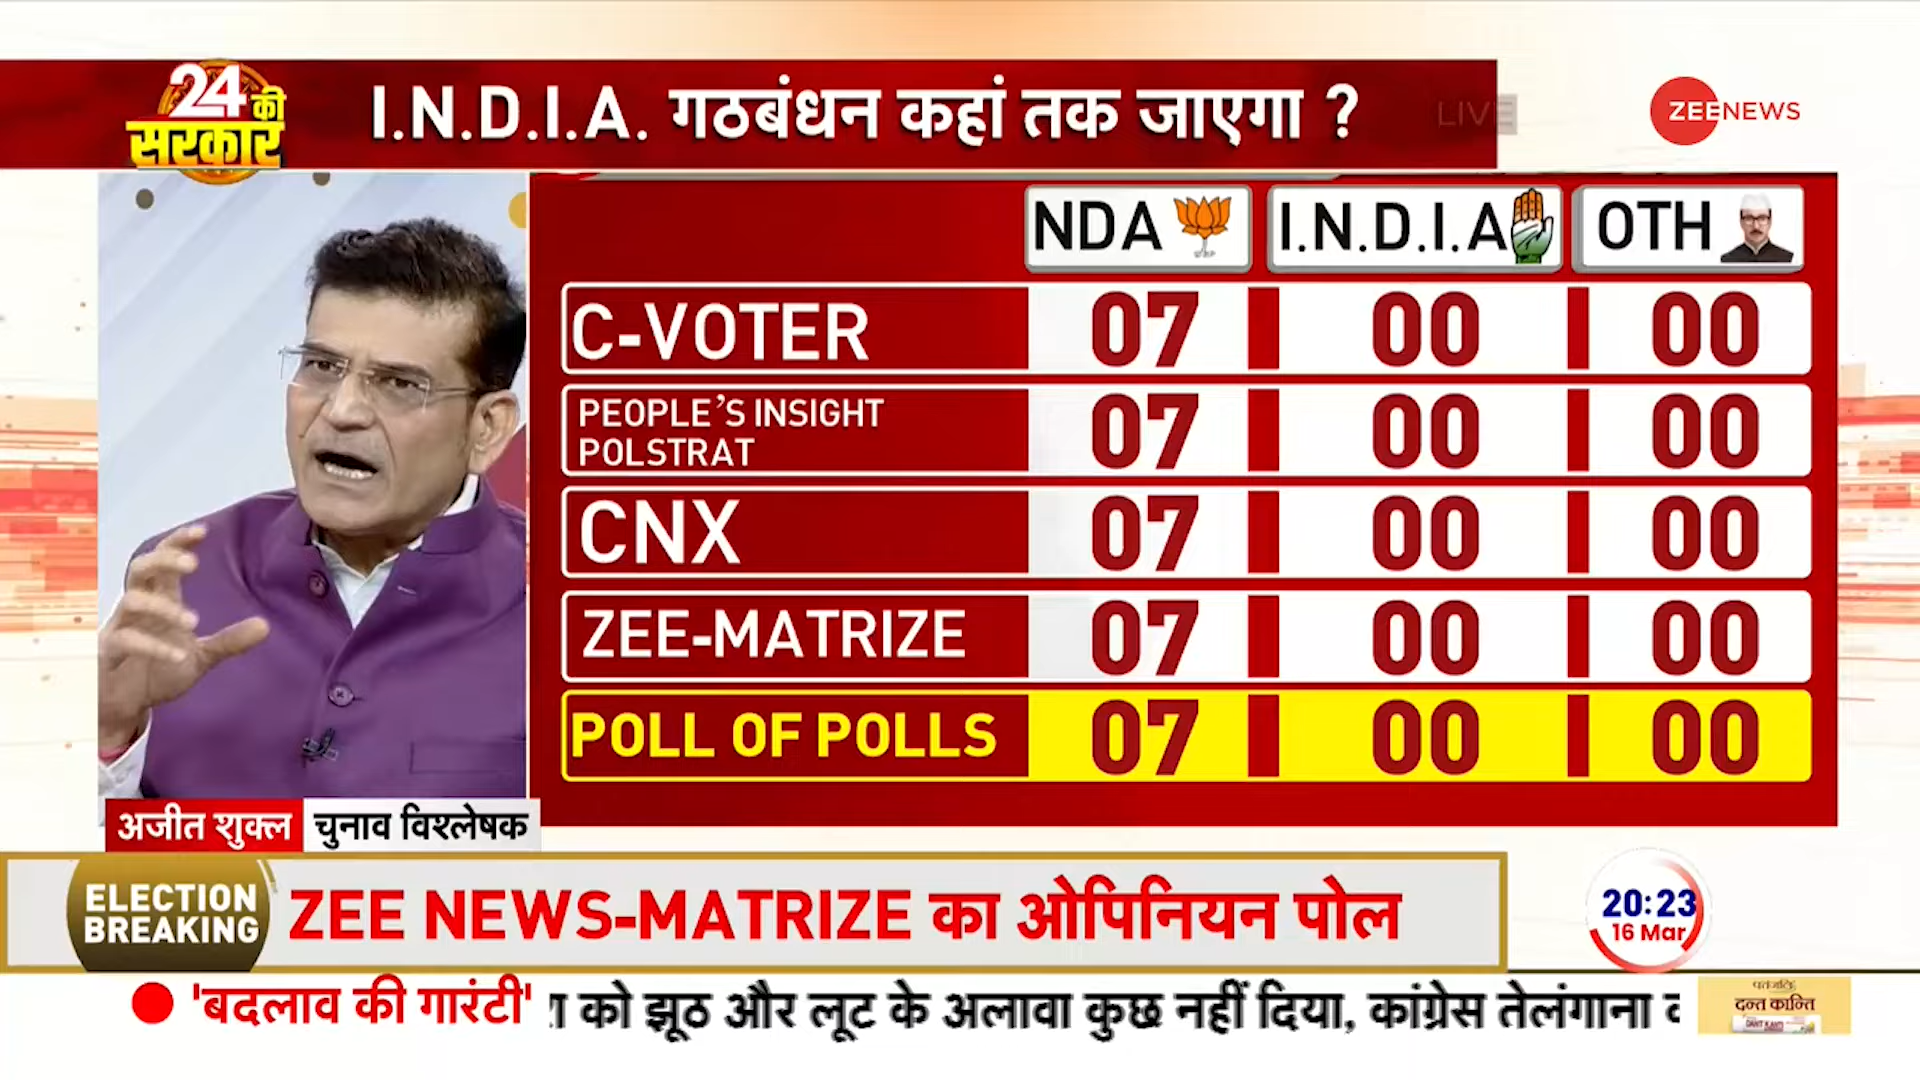 24 की
सरकार
I.N.D.I.A. गठबंधन कहां तक जाएगा ?
LIVE
ZEENEWS
NDA I.N.D.I.A OTH
C-VOTER 07 00 00
PEOPLE'S INSIGHT
POLSTRAT 07 00 00
CNX 07 00 00
ZEE-MATRIZE 07 00 00
POLL OF POLLS 07 00 00
अजीत शुक्ल चुनाव विश्लेषक
ELECTION
BREAKING
ZEE NEWS-MATRIZE का ओपिनियन पोल
20:23
16 Mar
'बदलाव की गारंटी' को झूठ और लूट के अलावा कुछ नहीं दिया, कांग्रेस तेलंगाना
पतंजलि
दन्त कान्ति